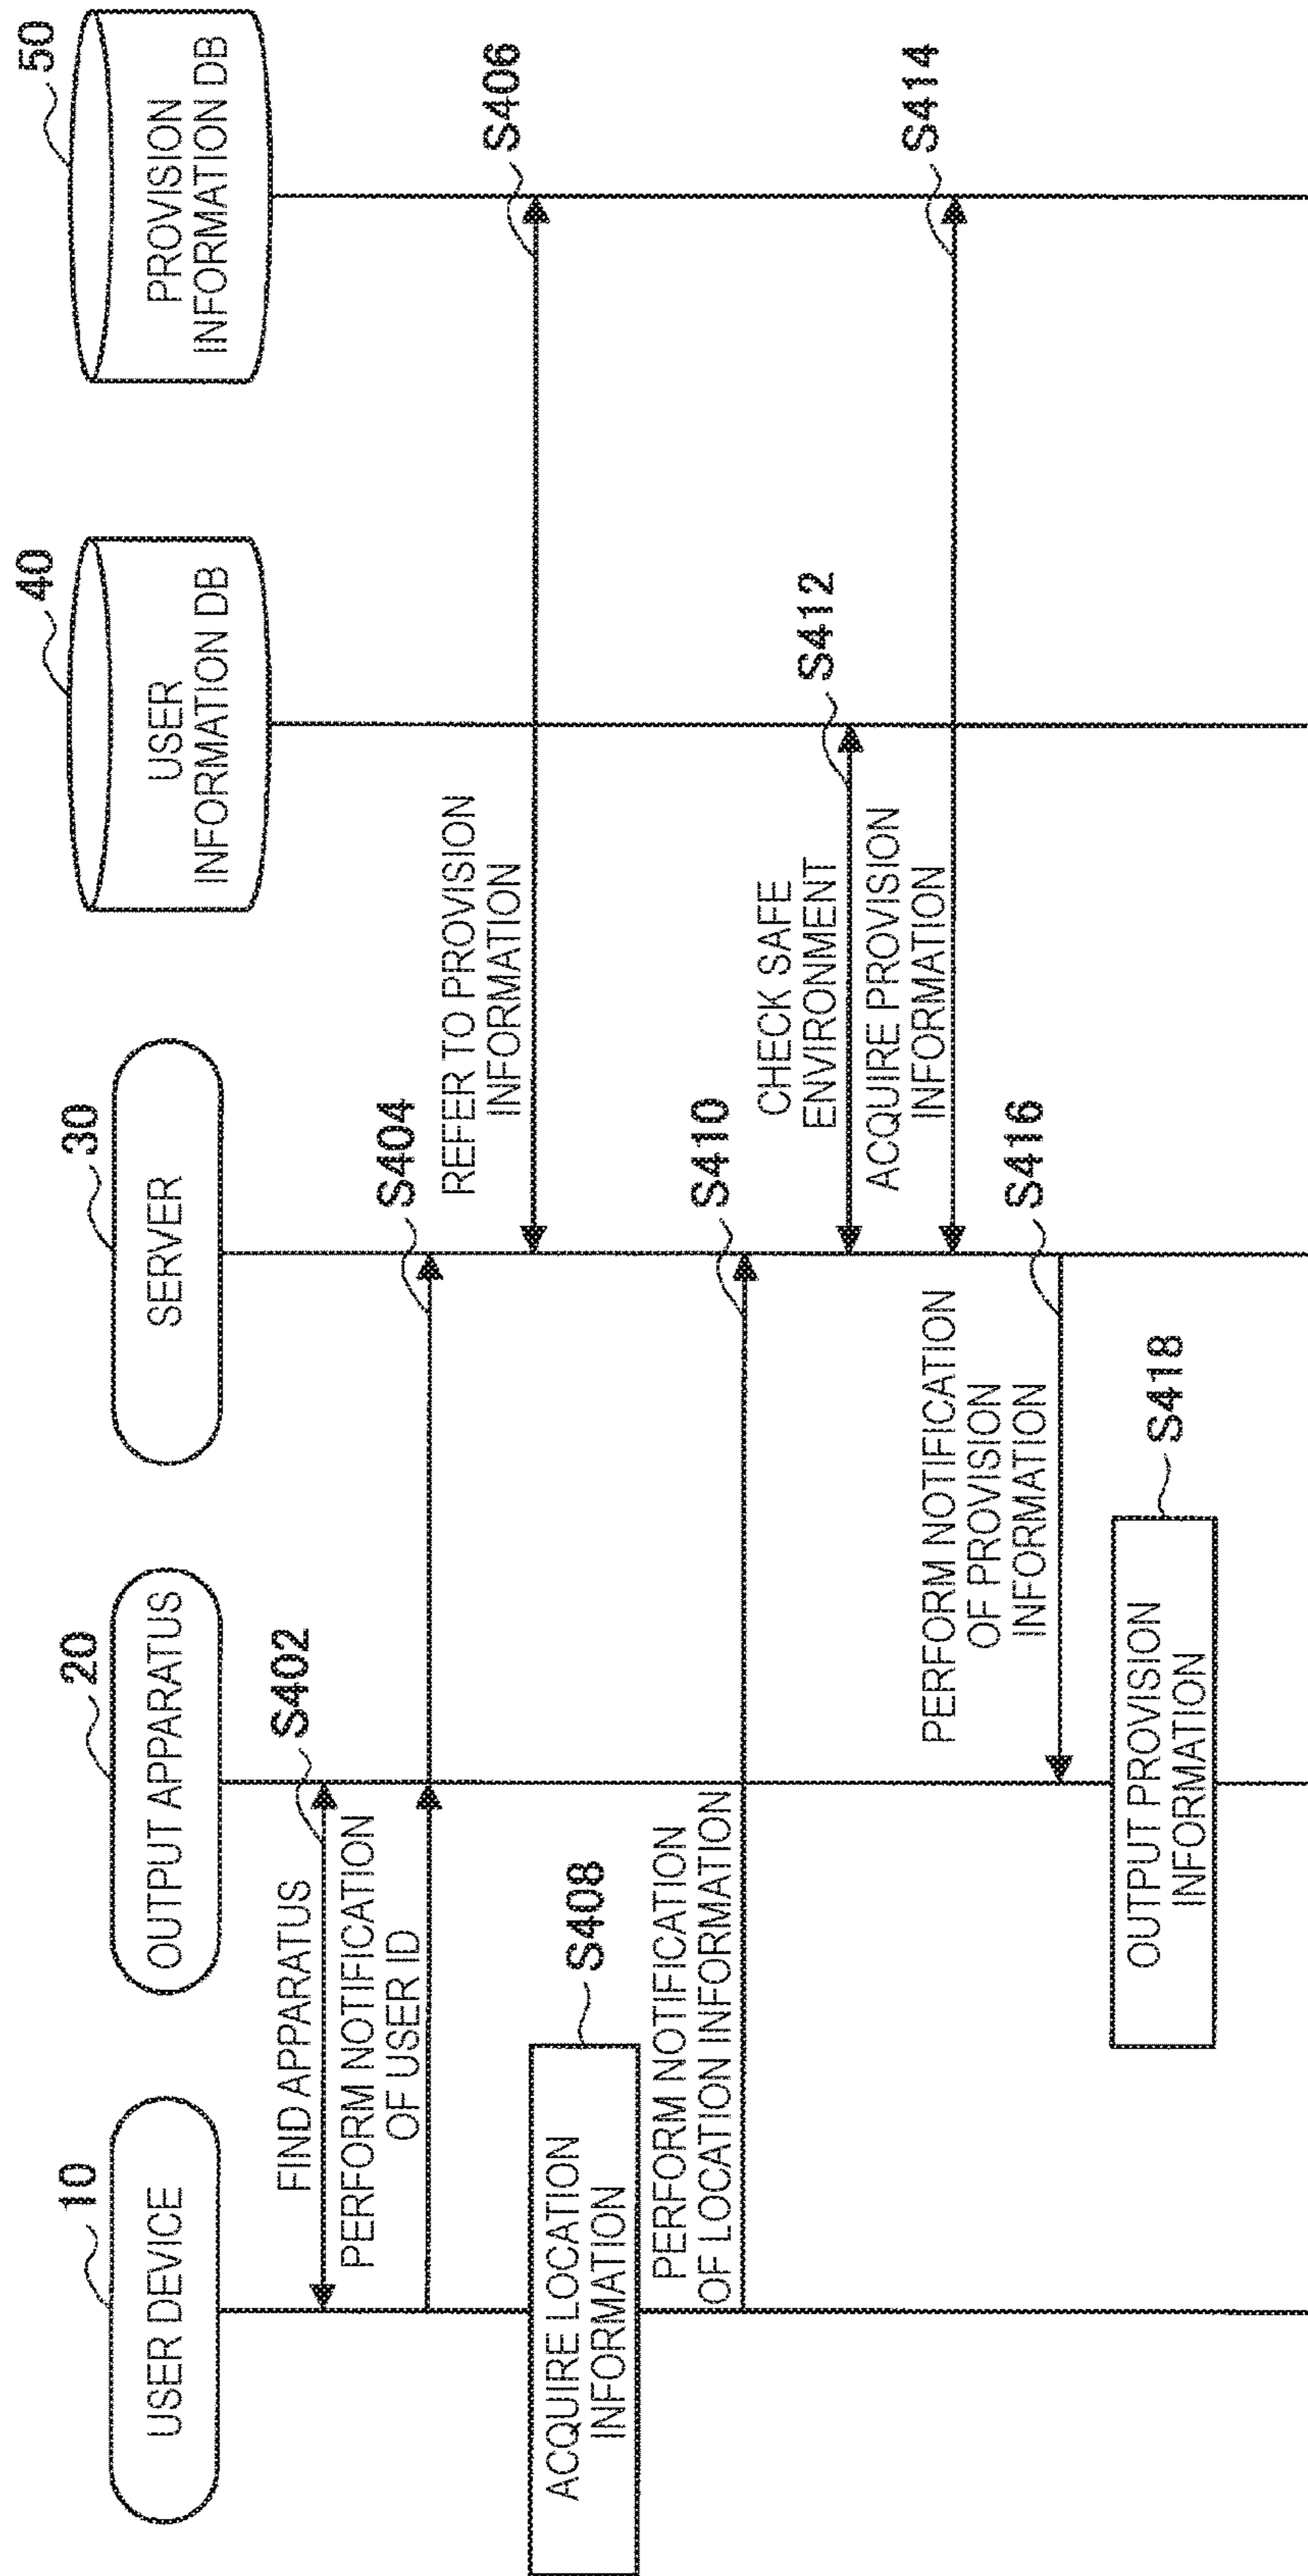 10
USER DEVICE
20
OUTPUT APPARATUS
30
SERVER
40
USER
INFORMATION DB
50
PROVISION
INFORMATION DB
FIND APPARATUS
S402
PERFORM NOTIFICATION
OF USER ID
S404
REFER TO PROVISION
INFORMATION
S406
ACQUIRE LOCATION
INFORMATION
S408
PERFORM NOTIFICATION
OF LOCATION INFORMATION
S410
CHECK SAFE
ENVIRONMENT
S412
ACQUIRE PROVISION
INFORMATION
S414
PERFORM NOTIFICATION
OF PROVISION
INFORMATION
S416
OUTPUT PROVISION
INFORMATION
S418